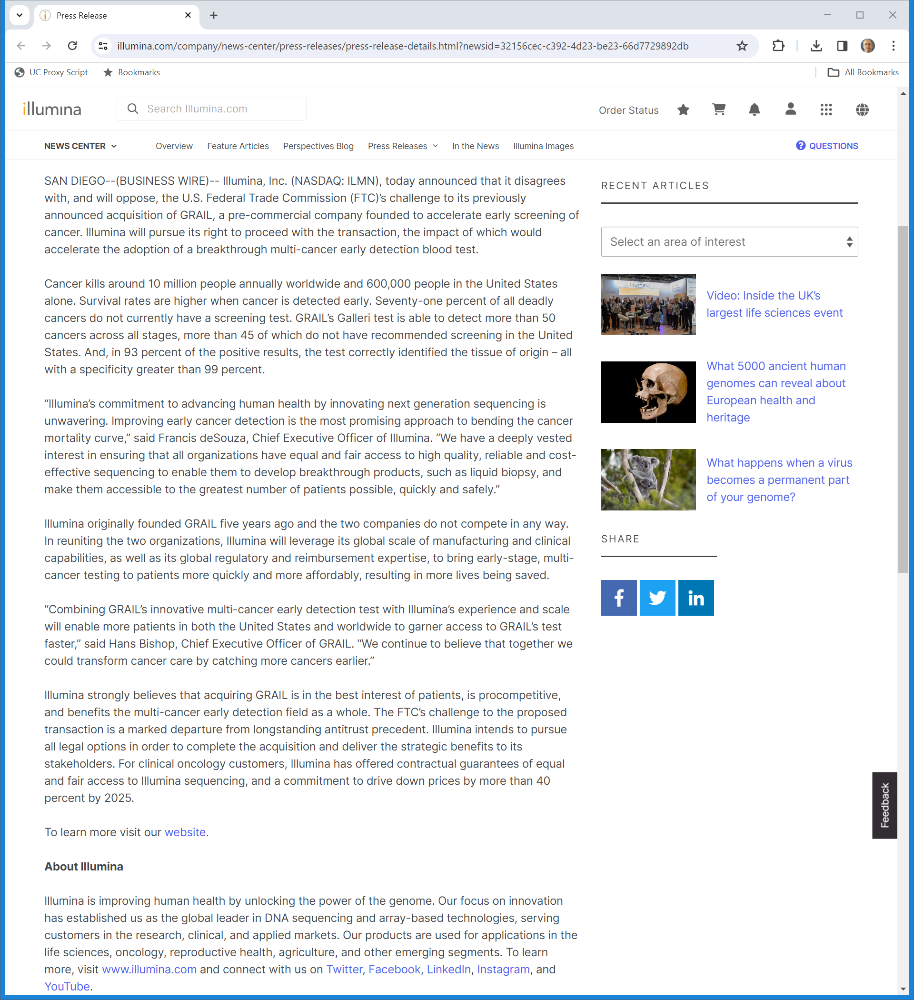 Press Release
illumina.com/company/news-center/press-releases/press-release-details.html?newsid=32156cec-c392-4d23-be23-66d7729892db
UC Proxy Script Bookmarks All Bookmarks
illumina Search Illumina.com Order Status
NEWS CENTER Overview Feature Articles Perspectives Blog Press Releases In the News Illumina Images QUESTIONS
SAN DIEGO--(BUSINESS WIRE)-- Illumina, Inc. (NASDAQ: ILMN), today announced that it disagrees
with, and will oppose, the U.S. Federal Trade Commission (FTC)’s challenge to its previously
announced acquisition of GRAIL, a pre-commercial company founded to accelerate early screening of
cancer. Illumina will pursue its right to proceed with the transaction, the impact of which would
accelerate the adoption of a breakthrough multi-cancer early detection blood test.
Cancer kills around 10 million people annually worldwide and 600,000 people in the United States
alone. Survival rates are higher when cancer is detected early. Seventy-one percent of all deadly
cancers do not currently have a screening test. GRAIL’s Galleri test is able to detect more than 50
cancers across all stages, more than 45 of which do not have recommended screening in the United
States. And, in 93 percent of the positive results, the test correctly identified the tissue of origin – all
with a specificity greater than 99 percent.
“Illumina’s commitment to advancing human health by innovating next generation sequencing is
unwavering. Improving early cancer detection is the most promising approach to bending the cancer
mortality curve,” said Francis deSouza, Chief Executive Officer of Illumina. “We have a deeply vested
interest in ensuring that all organizations have equal and fair access to high quality, reliable and cost-
effective sequencing to enable them to develop breakthrough products, such as liquid biopsy, and
make them accessible to the greatest number of patients possible, quickly and safely.”
Illumina originally founded GRAIL five years ago and the two companies do not compete in any way.
In reuniting the two organizations, Illumina will leverage its global scale of manufacturing and clinical
capabilities, as well as its global regulatory and reimbursement expertise, to bring early-stage, multi-
cancer testing to patients more quickly and more affordably, resulting in more lives being saved.
“Combining GRAIL’s innovative multi-cancer early detection test with Illumina’s experience and scale
will enable more patients in both the United States and worldwide to garner access to GRAIL’s test
faster,” said Hans Bishop, Chief Executive Officer of GRAIL. “We continue to believe that together we
could transform cancer care by catching more cancers earlier.”
Illumina strongly believes that acquiring GRAIL is in the best interest of patients, is procompetitive,
and benefits the multi-cancer early detection field as a whole. The FTC’s challenge to the proposed
transaction is a marked departure from longstanding antitrust precedent. Illumina intends to pursue
all legal options in order to complete the acquisition and deliver the strategic benefits to its
stakeholders. For clinical oncology customers, Illumina has offered contractual guarantees of equal
and fair access to Illumina sequencing, and a commitment to drive down prices by more than 40
percent by 2025.
To learn more visit our website.
About Illumina
Illumina is improving human health by unlocking the power of the genome. Our focus on innovation
has established us as the global leader in DNA sequencing and array-based technologies, serving
customers in the research, clinical, and applied markets. Our products are used for applications in the
life sciences, oncology, reproductive health, agriculture, and other emerging segments. To learn
more, visit www.illumina.com and connect with us on Twitter, Facebook, LinkedIn, Instagram, and
YouTube.
RECENT ARTICLES
Select an area of interest
illumina
Video: Inside the UK’s
largest life sciences event
What 5000 ancient human
genomes can reveal about
European health and
heritage
What happens when a virus
becomes a permanent part
of your genome?
SHARE
f
in
Feedback